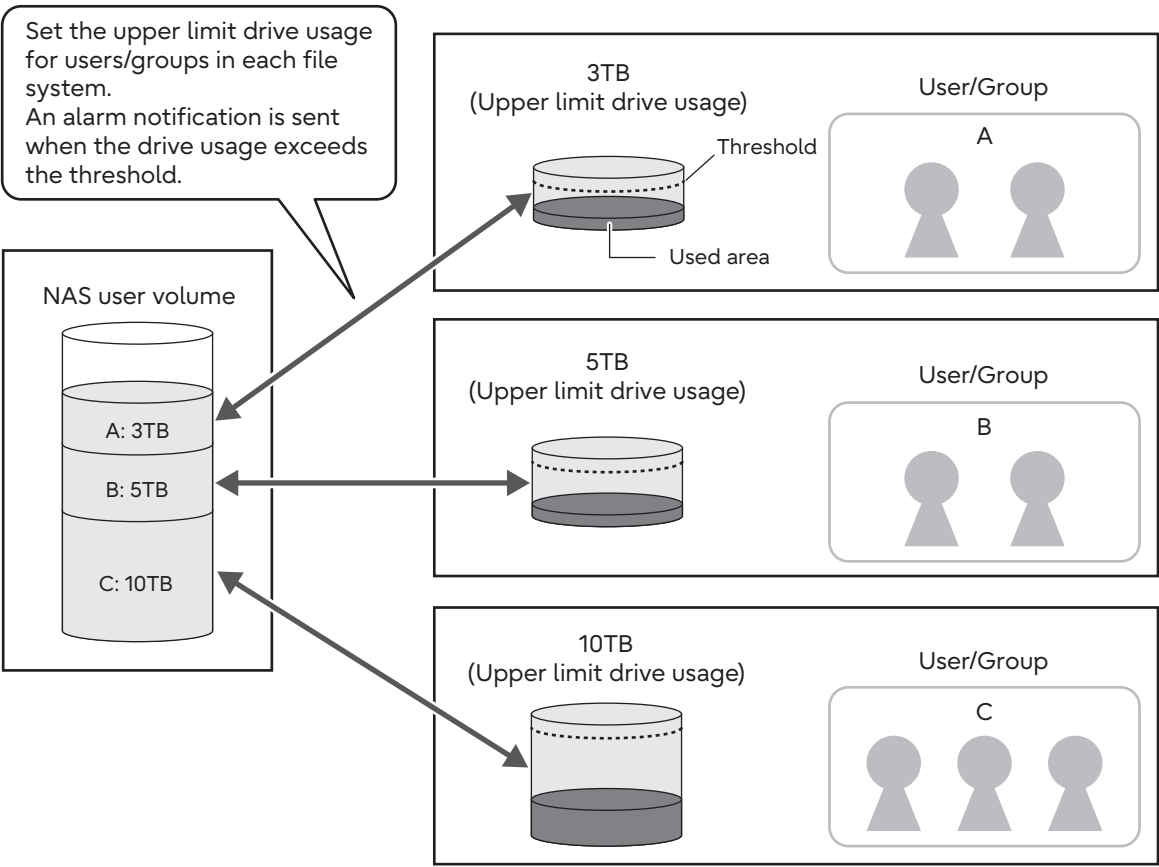 Set the upper limit drive usage
for users/groups in each file
system.
An alarm notification is sent
when the drive usage exceeds
the threshold.
NAS user volume
A: 3TB
B: 5TB
C: 10TB
3TB
(Upper limit drive usage)
Threshold
Used area
User/Group
A
5TB
(Upper limit drive usage)
User/Group
B
10TB
(Upper limit drive usage)
User/Group
C